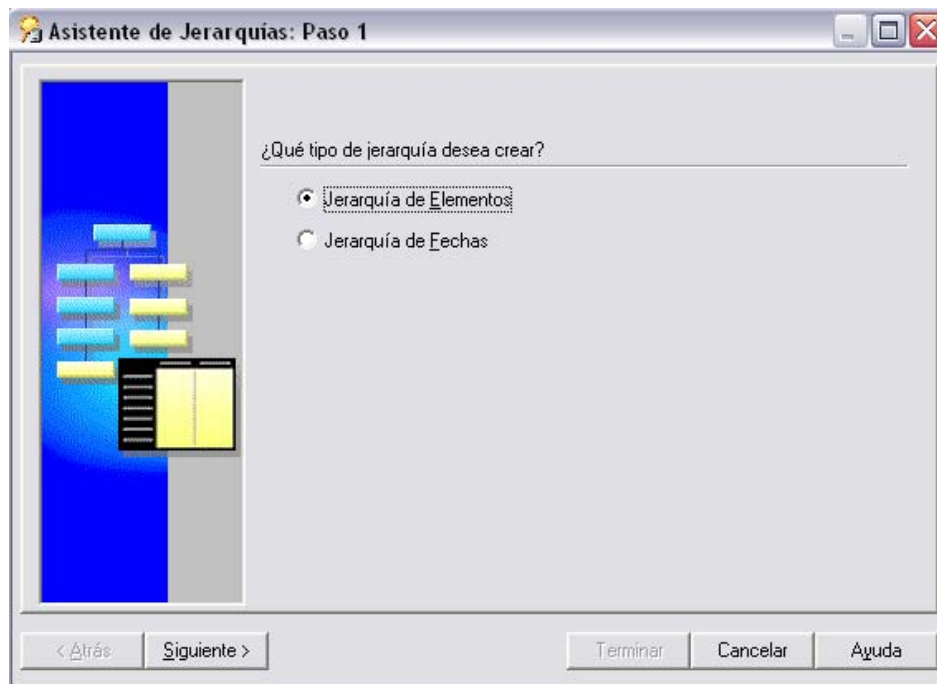 Asistente de Jerarquías: Paso 1
¿Qué tipo de jerarquía desea crear?
Jerarquía de Elementos
Jerarquía de Fechas
< Atrás Siguiente > Terminar Cancelar Ayuda